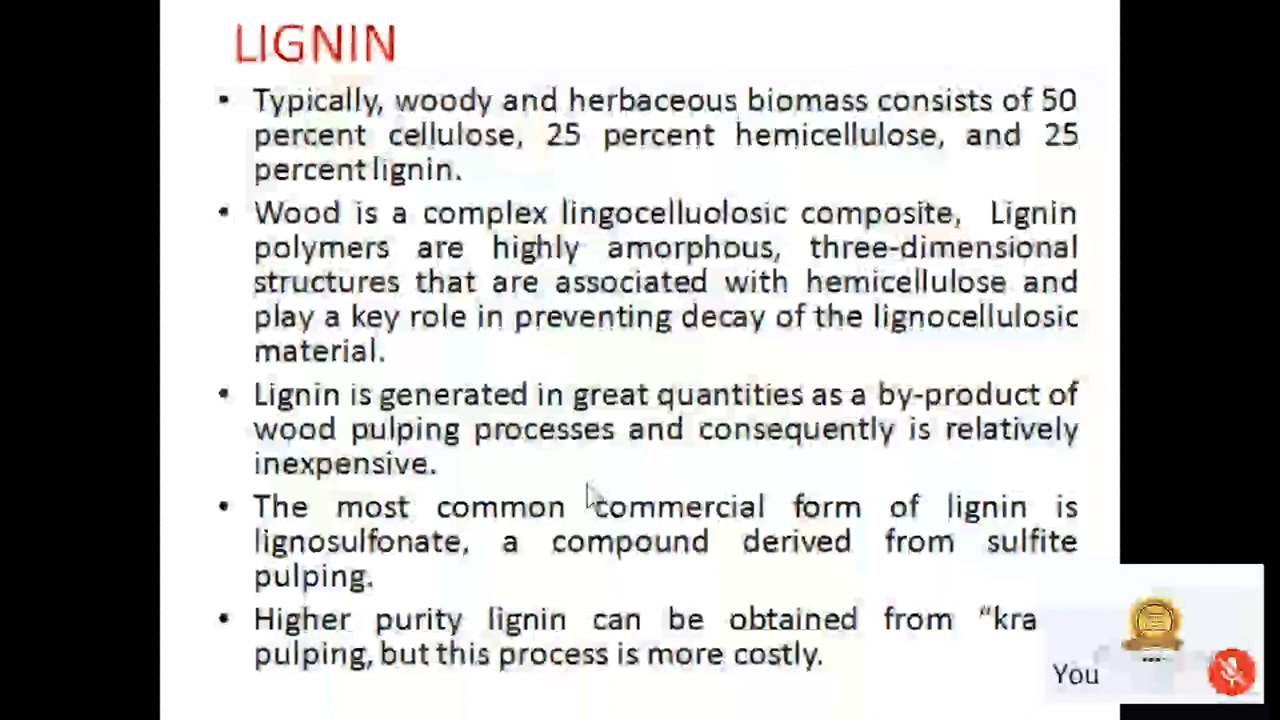 LIGNIN
• Typically, woody and herbaceous biomass consists of 50
percent cellulose, 25 percent hemicellulose, and 25
percent lignin.
• Wood is a complex lingocelluolosic composite, Lignin
polymers are highly amorphous, three-dimensional
structures that are associated with hemicellulose and
play a key role in preventing decay of the lignocellulosic
material.
• Lignin is generated in great quantities as a by-product of
wood pulping processes and consequently is relatively
inexpensive.
• The most common commercial form of lignin is
lignosulfonate, a compound derived from sulfite
pulping.
• Higher purity lignin can be obtained from “kra
pulping, but this process is more costly.
You